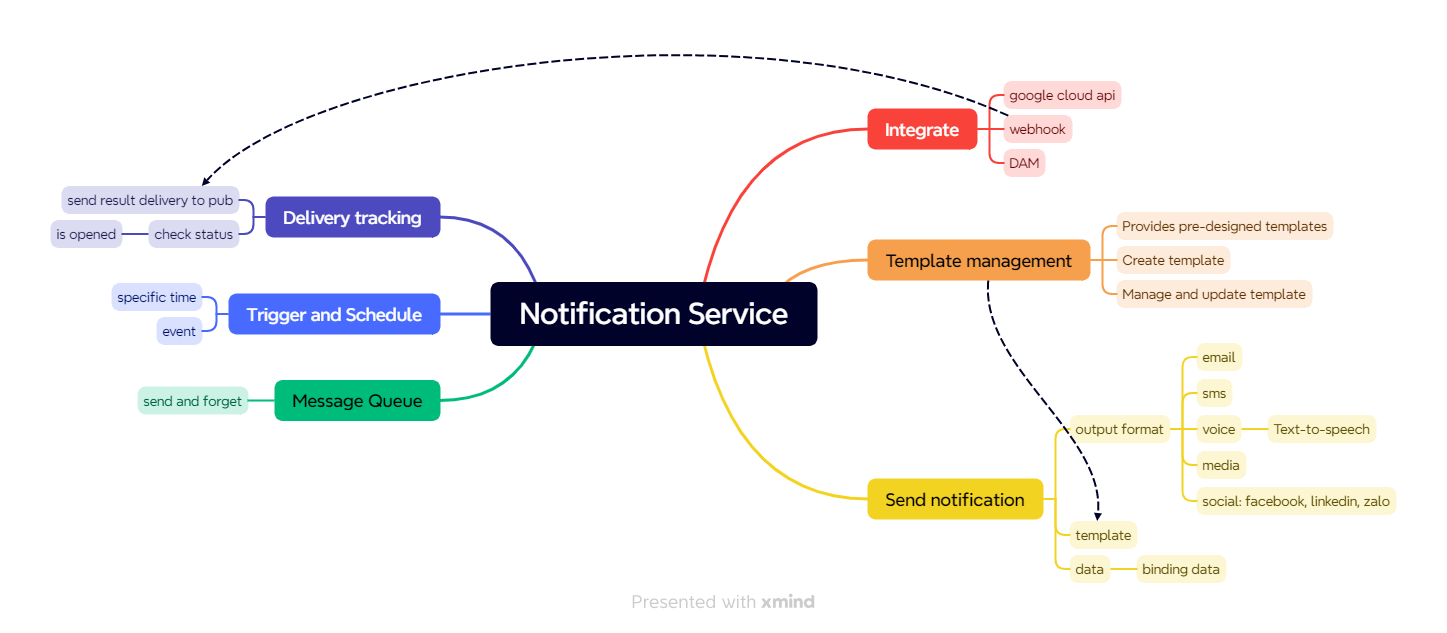 Notification Service
Integrate
google cloud api
webhook
DAM
Template management
Provides pre-designed templates
Create template
Manage and update template
Send notification
output format
email
sms
voice
Text-to-speech
media
social: facebook, linkedin, zalo
template
data
binding data
Delivery tracking
send result delivery to pub
check status
is opened
Trigger and Schedule
specific time
event
Message Queue
send and forget
Presented with xmind